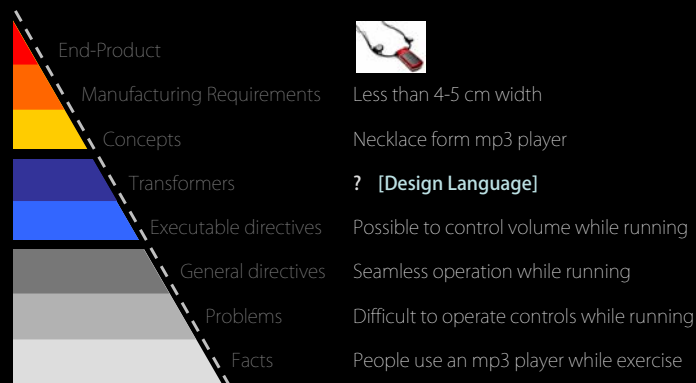 End-Product
Manufacturing Requirements Less than 4-5 cm width
Concepts Necklace form mp3 player
Transformers ? [Design Language]
Executable directives Possible to control volume while running
General directives Seamless operation while running
Problems Difficult to operate controls while running
Facts People use an mp3 player while exercise